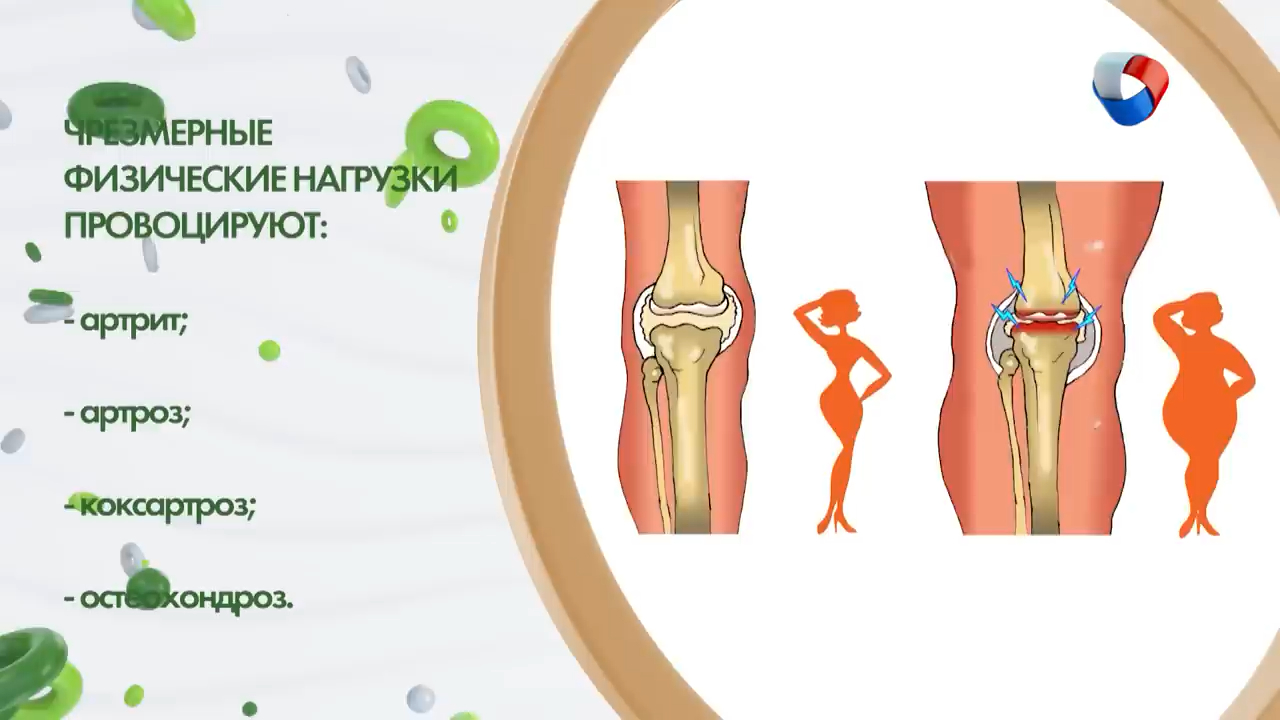 ЧРЕЗМЕРНЫЕ
ФИЗИЧЕСКИЕ НАГРУЗКИ
ПРОВОЦИРУЮТ:
- артрит;
- артроз;
- коксартроз;
- остеохондроз.